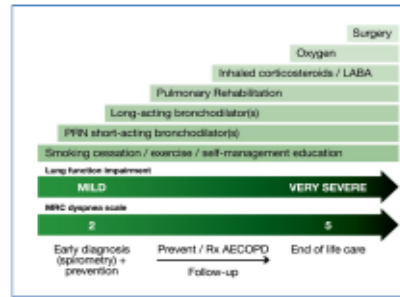 Surgery
Oxygen
Inhaled corticosteroids / LABA
Pulmonary Rehabilitation
Long-acting bronchodilator(s)
PRN short-acting bronchodilator(s)
Smoking cessation / exercise / self-management education
Lung function impairment
MILD VERY SEVERE
MRC dyspnea scale
2 5
Early diagnosis (spirometry) + prevention
Prevent / Rx AECOPD
Follow-up
End of life care